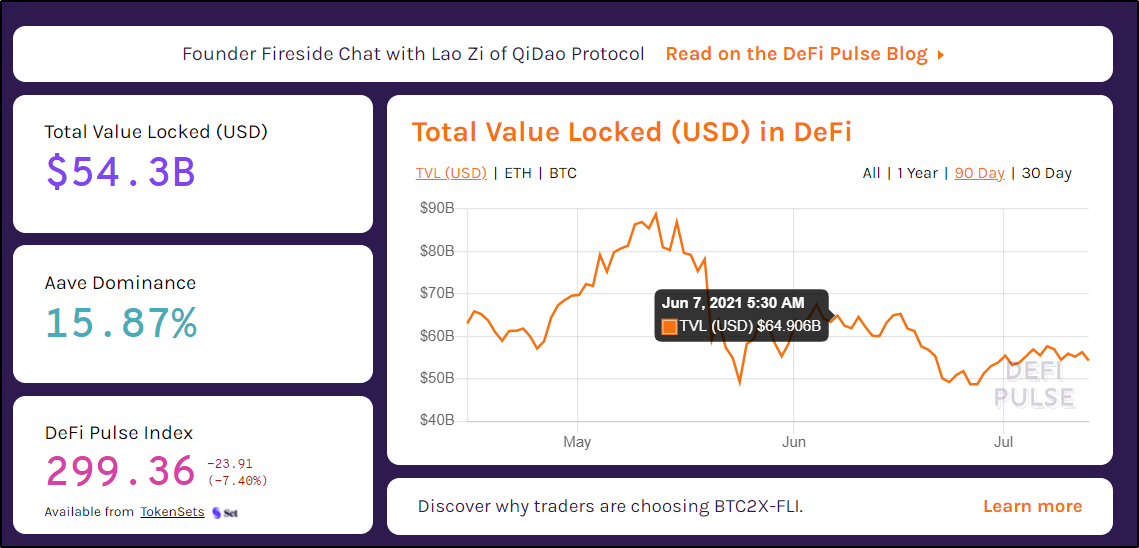 Founder Fireside Chat with Lao Zi of QiDao Protocol Read on the DeFi Pulse Blog
Total Value Locked (USD)
$54.3B
Aave Dominance
15.87%
DeFi Pulse Index
299.36
-23.91
(-7.40%)
Available from TokenSets Set
Total Value Locked (USD) in DeFi
TVL (USD) | ETH | BTC
All | 1 Year | 90 Day | 30 Day
$90B
$80B
$70B
$60B
$50B
$40B
Jun 7, 2021 5:30 AM
TVL (USD) $64.906B
DEFI
PULSE
May Jun Jul
Discover why traders are choosing BTC2X-FLI. Learn more